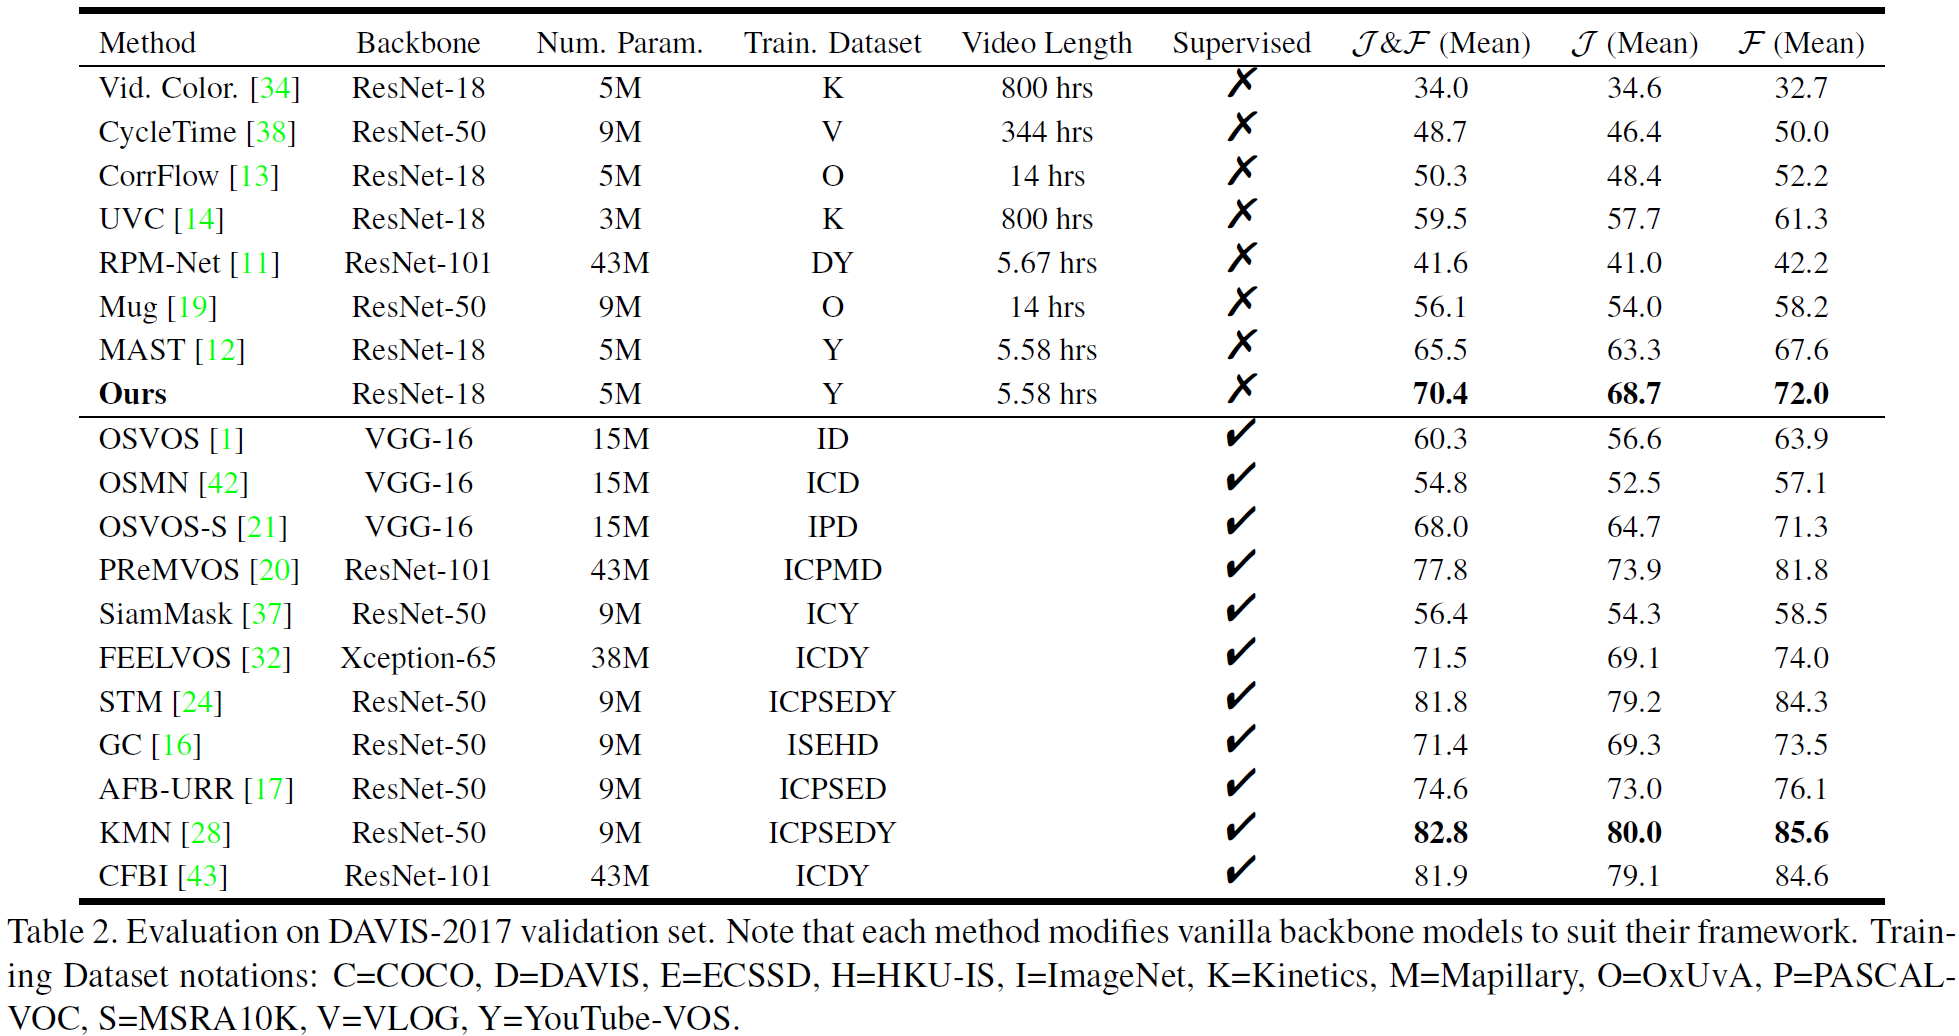 Method Backbone Num. Param. Train. Dataset Video Length Supervised 𝒥&ℱ (Mean) 𝒥 (Mean) ℱ (Mean)
Vid. Color. [34] ResNet-18 5M K 800 hrs ✗ 34.0 34.6 32.7
CycleTime [38] ResNet-50 9M V 344 hrs ✗ 48.7 46.4 50.0
CorrFlow [13] ResNet-18 5M O 14 hrs ✗ 50.3 48.4 52.2
UVC [14] ResNet-18 3M K 800 hrs ✗ 59.5 57.7 61.3
RPM-Net [11] ResNet-101 43M DY 5.67 hrs ✗ 41.6 41.0 42.2
Mug [19] ResNet-50 9M O 14 hrs ✗ 56.1 54.0 58.2
MAST [12] ResNet-18 5M Y 5.58 hrs ✗ 65.5 63.3 67.6
Ours ResNet-18 5M Y 5.58 hrs ✗ 70.4 68.7 72.0
OSVOS [1] VGG-16 15M ID ✔ 60.3 56.6 63.9
OSMN [42] VGG-16 15M ICD ✔ 54.8 52.5 57.1
OSVOS-S [21] VGG-16 15M IPD ✔ 68.0 64.7 71.3
PReMVOS [20] ResNet-101 43M ICPMD ✔ 77.8 73.9 81.8
SiamMask [37] ResNet-50 9M ICY ✔ 56.4 54.3 58.5
FEELVOS [32] Xception-65 38M ICDY ✔ 71.5 69.1 74.0
STM [24] ResNet-50 9M ICPSEDY ✔ 81.8 79.2 84.3
GC [16] ResNet-50 9M ISEHD ✔ 71.4 69.3 73.5
AFB-URR [17] ResNet-50 9M ICPSED ✔ 74.6 73.0 76.1
KMN [28] ResNet-50 9M ICPSEDY ✔ 82.8 80.0 85.6
CFBI [43] ResNet-101 43M ICDY ✔ 81.9 79.1 84.6
Table 2. Evaluation on DAVIS-2017 validation set. Note that each method modifies vanilla backbone models to suit their framework. Train-
ing Dataset notations: C=COCO, D=DAVIS, E=ECSSD, H=HKU-IS, I=ImageNet, K=Kinetics, M=Mapillary, O=OxUvA, P=PASCAL-
VOC, S=MSRA10K, V=VLOG, Y=YouTube-VOS.